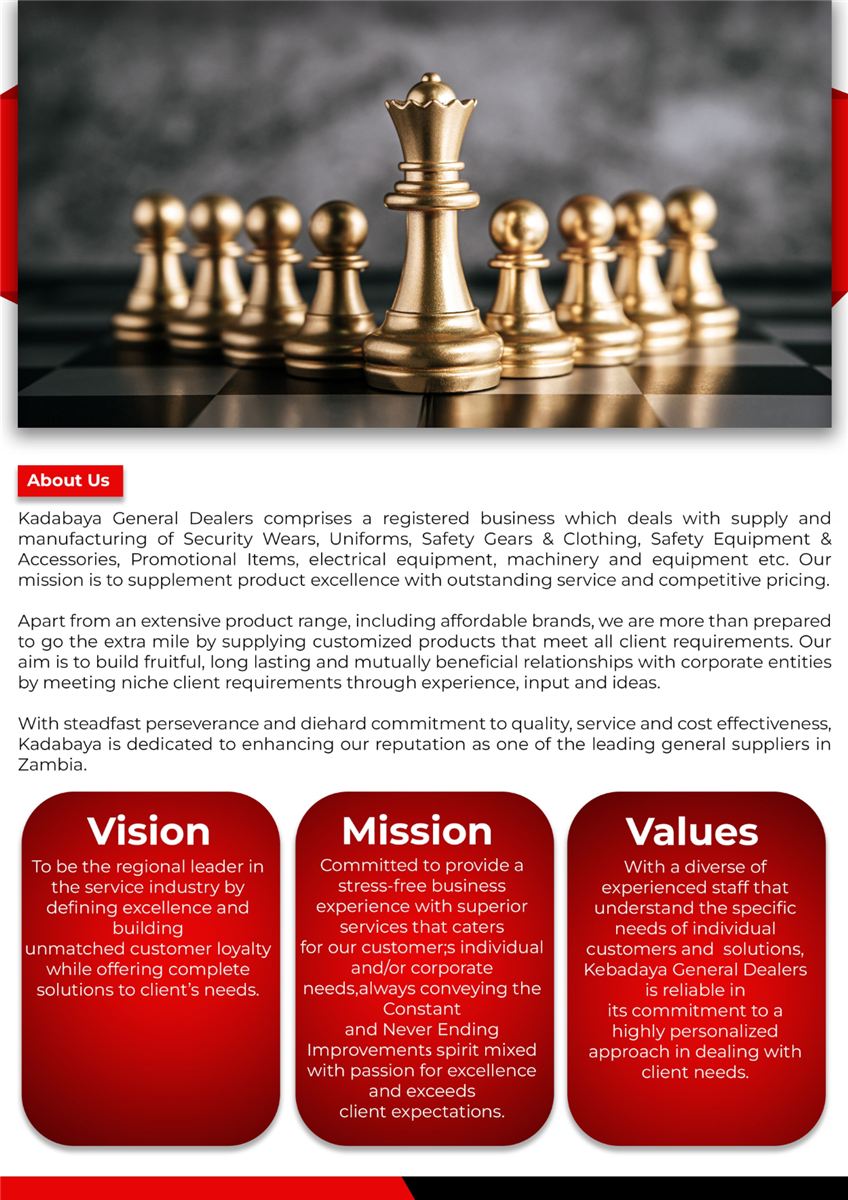 About Us
Kadabaya General Dealers comprises a registered business which deals with supply and
manufacturing of Security Wears, Uniforms, Safety Gears & Clothing, Safety Equipment &
Accessories, Promotional Items, electrical equipment, machinery and equipment etc. Our
mission is to supplement product excellence with outstanding service and competitive pricing.
Apart from an extensive product range, including affordable brands, we are more than prepared
to go the extra mile by supplying customized products that meet all client requirements. Our
aim is to build fruitful, long lasting and mutually beneficial relationships with corporate entities
by meeting niche client requirements through experience, input and ideas.
With steadfast perseverance and diehard commitment to quality, service and cost effectiveness,
Kadabaya is dedicated to enhancing our reputation as one of the leading general suppliers in
Zambia.
Vision
To be the regional leader in
the service industry by
defining excellence and
building
unmatched customer loyalty
while offering complete
solutions to client's needs.
Mission
Committed to provide a
stress-free business
experience with superior
services that caters
for our customer;s individual
and/or corporate
needs,always conveying the
Constant
and Never Ending
Improvements spirit mixed
with passion for excellence
and exceeds
client expectations.
Values
With a diverse of
experienced staff that
understand the specific
needs of individual
customers and  solutions,
Kebadaya General Dealers
is reliable in
its commitment to a
highly personalized
approach in dealing with
client needs.